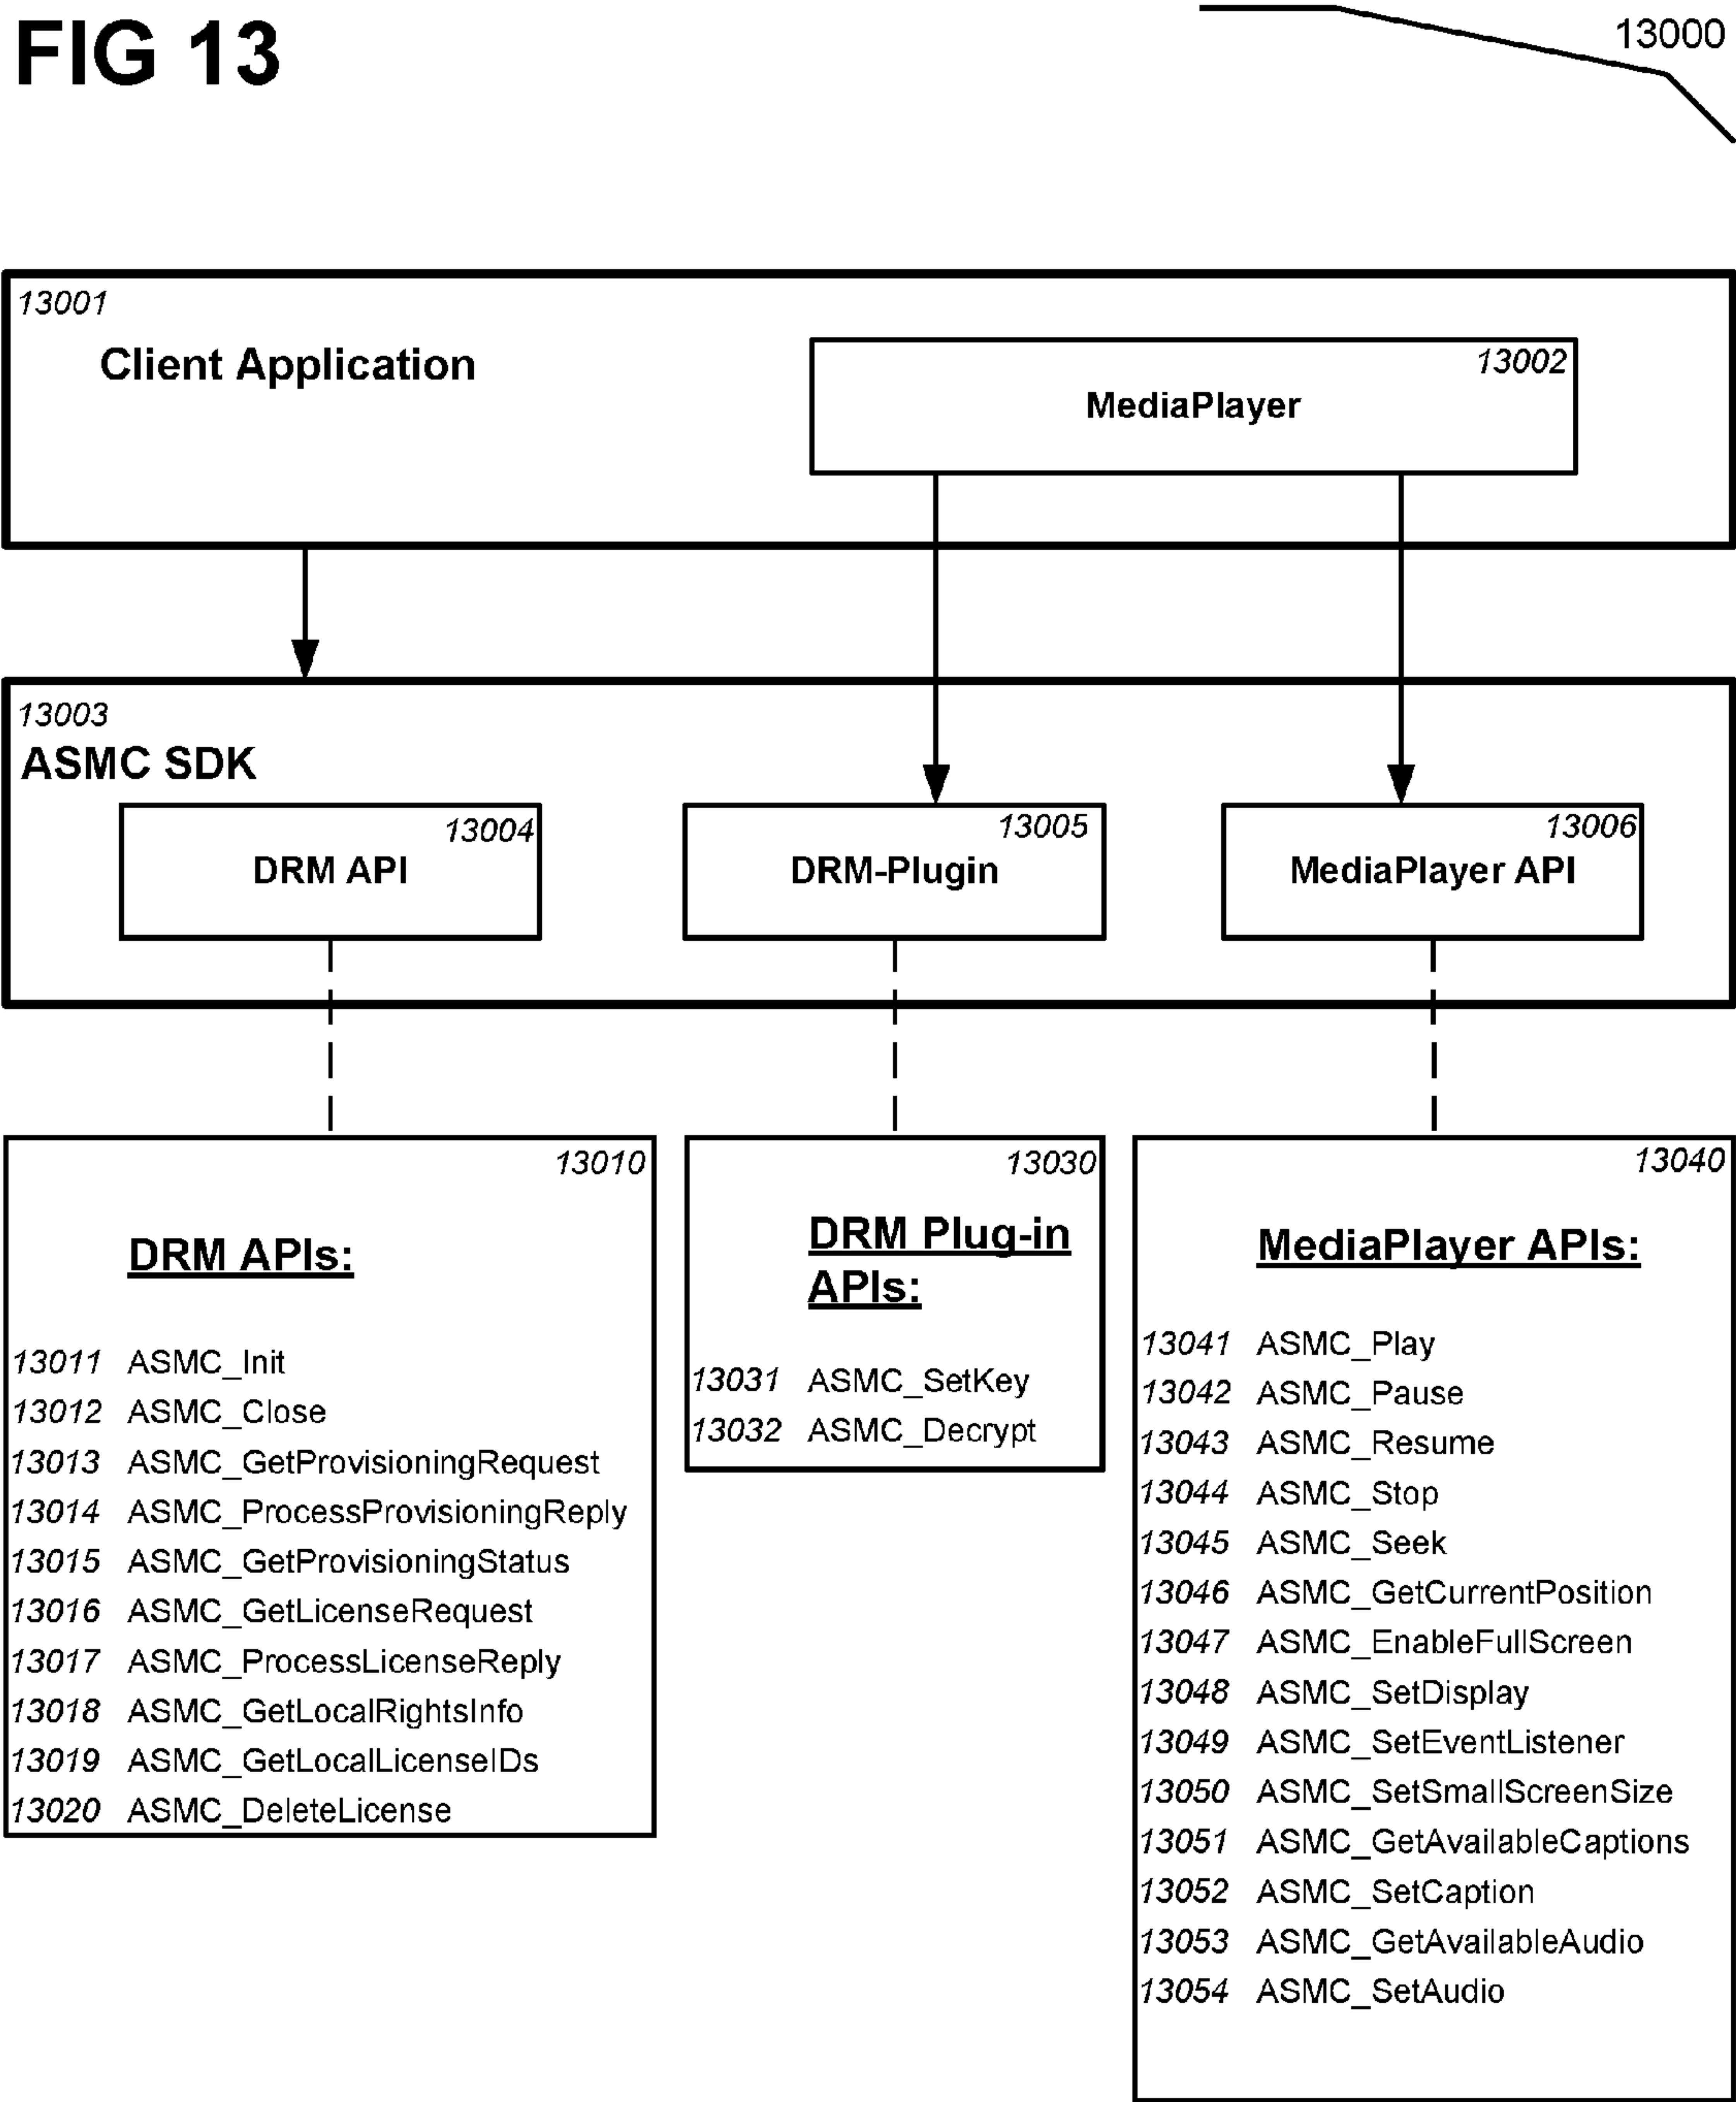 FIG 13
13000
13001
Client Application
13002
MediaPlayer
13003
ASMC SDK
13004
DRM API
13005
DRM-Plugin
13006
MediaPlayer API
13010
DRM APIs:
13011 ASMC_Init
13012 ASMC_Close
13013 ASMC_GetProvisioningRequest
13014 ASMC_ProcessProvisioningReply
13015 ASMC_GetProvisioningStatus
13016 ASMC_GetLicenseRequest
13017 ASMC_ProcessLicenseReply
13018 ASMC_GetLocalRightsInfo
13019 ASMC_GetLocalLicenseIDs
13020 ASMC_DeleteLicense
13030
DRM Plug-in
APIs:
13031 ASMC_SetKey
13032 ASMC_Decrypt
13040
MediaPlayer APIs:
13041 ASMC_Play
13042 ASMC_Pause
13043 ASMC_Resume
13044 ASMC_Stop
13045 ASMC_Seek
13046 ASMC_GetCurrentPosition
13047 ASMC_EnableFullScreen
13048 ASMC_SetDisplay
13049 ASMC_SetEventListener
13050 ASMC_SetSmallScreenSize
13051 ASMC_GetAvailableCaptions
13052 ASMC_SetCaption
13053 ASMC_GetAvailableAudio
13054 ASMC_SetAudio